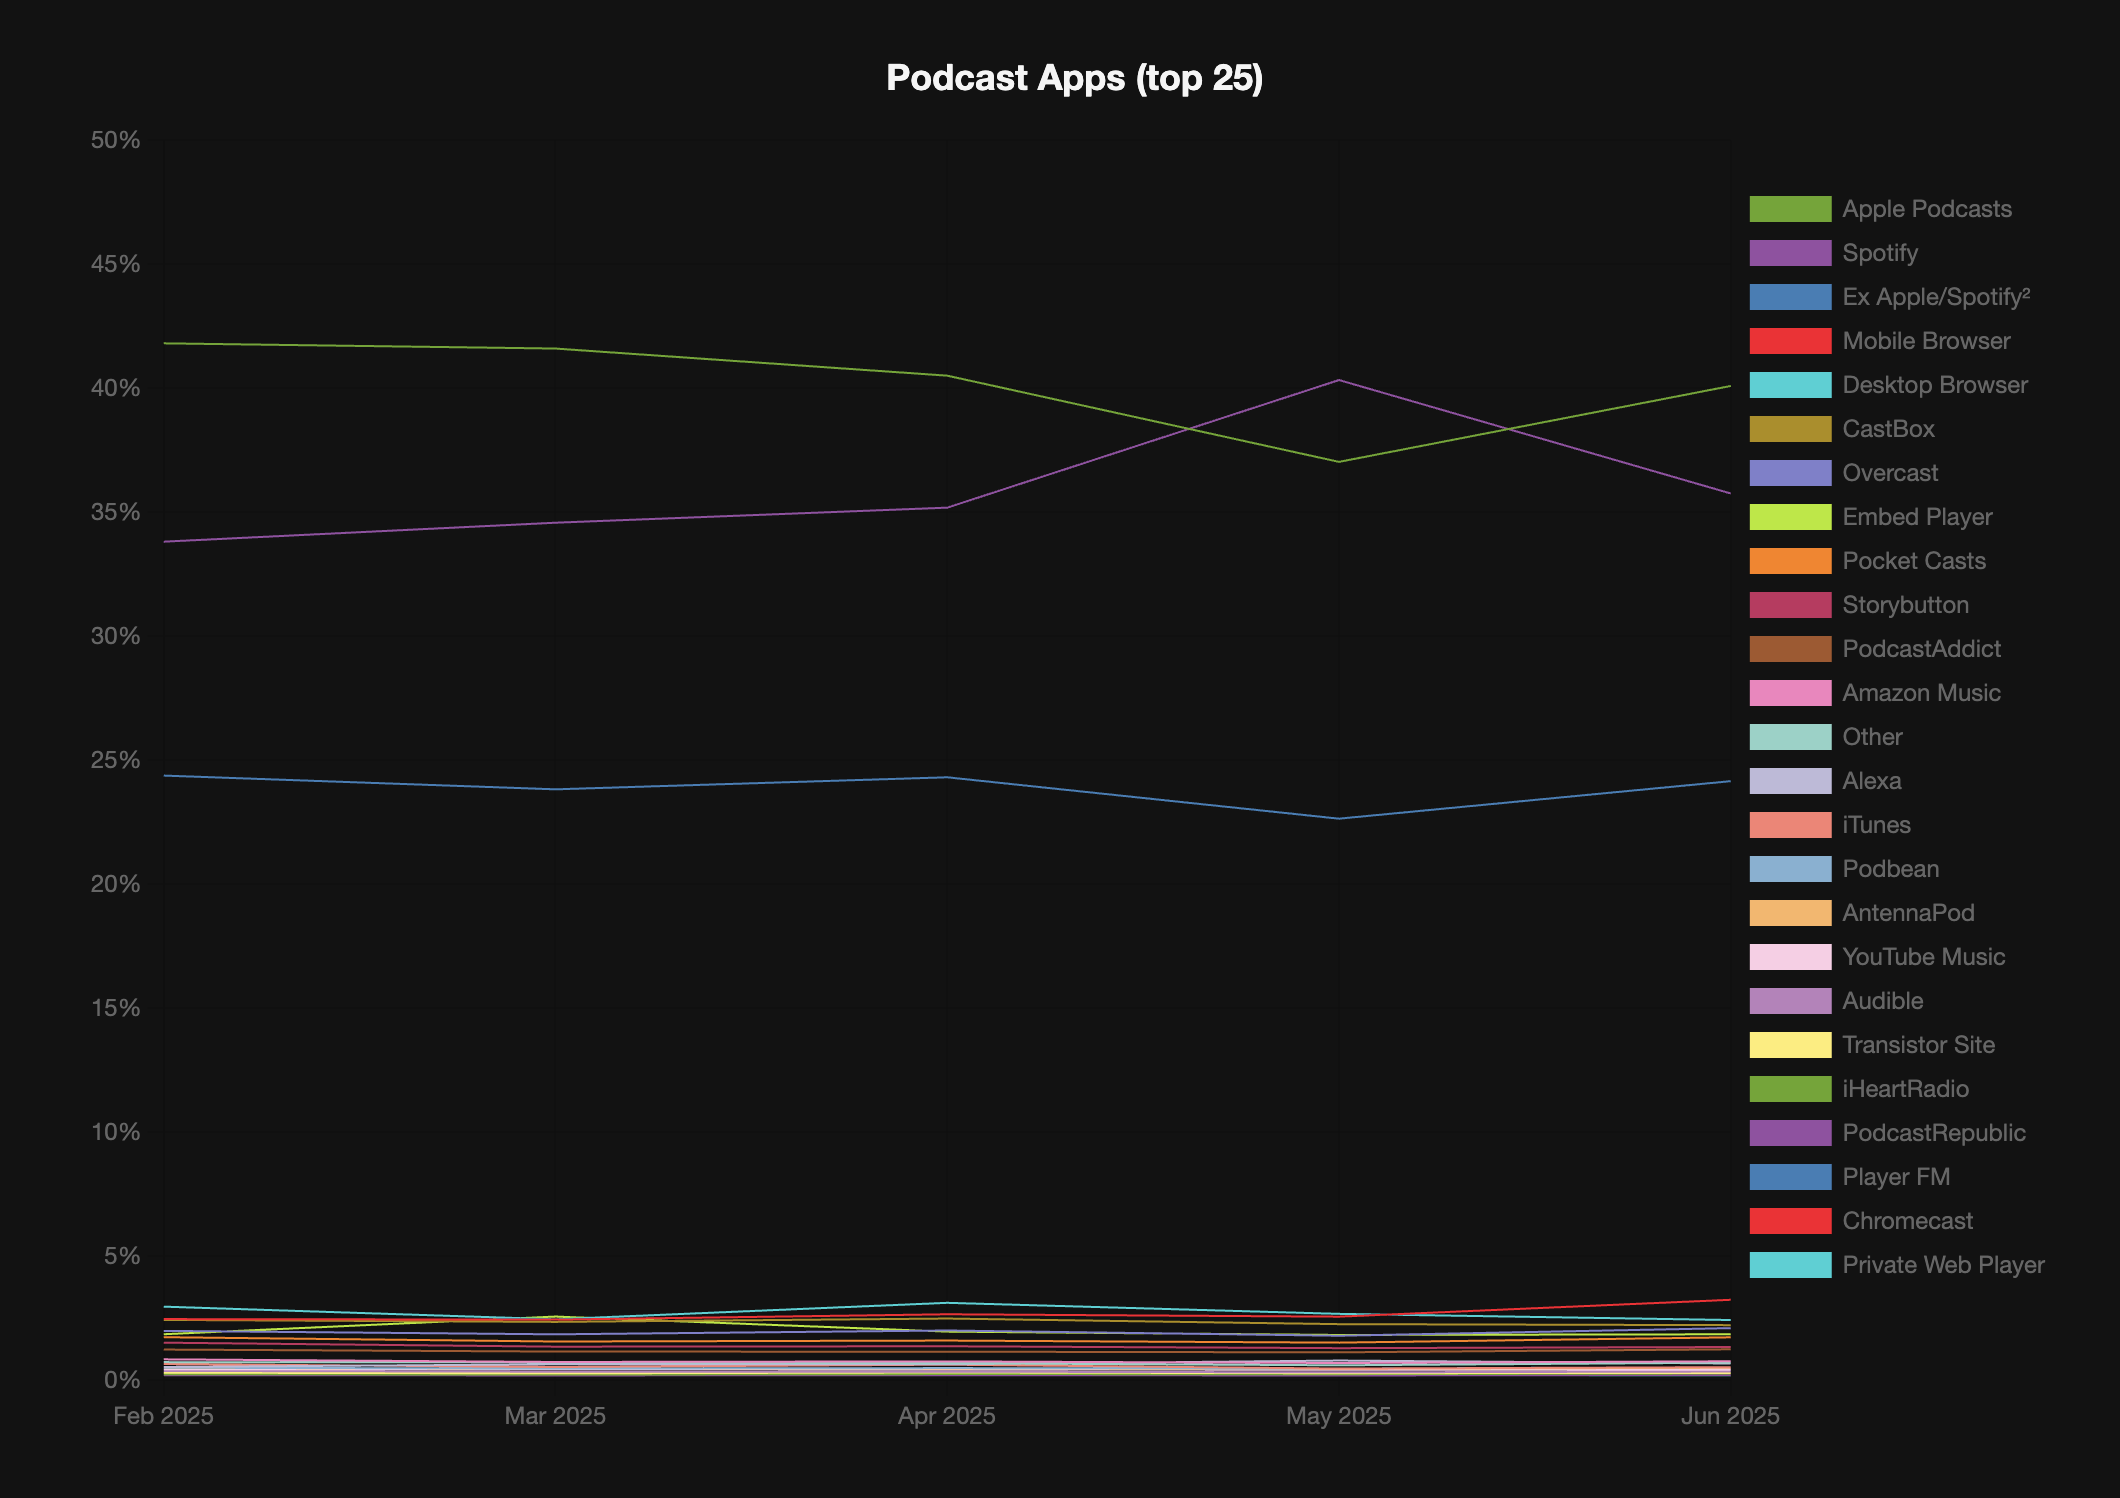 Podcast Apps (top 25)
50%
45%
40%
35%
30%
25%
20%
15%
10%
5%
0%
Feb 2025
Mar 2025
Apr 2025
May 2025
Jun 2025
Apple Podcasts
Spotify
Ex Apple/Spotify²
Mobile Browser
Desktop Browser
CastBox
Overcast
Embed Player
Pocket Casts
Storybutton
PodcastAddict
Amazon Music
Other
Alexa
iTunes
Podbean
AntennaPod
YouTube Music
Audible
Transistor Site
iHeartRadio
PodcastRepublic
Player FM
Chromecast
Private Web Player